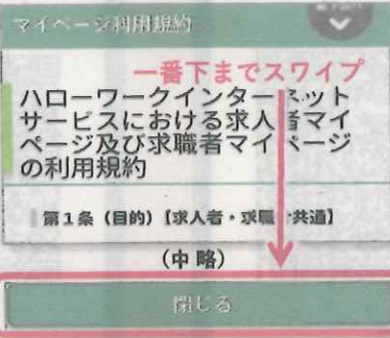 マイページ利用規約
一番下までスワイプ
ハローワークインターネット
サービスにおける求人者マイ
ページ及び求職者マイページ
の利用規約
第1条(目的)【求人者・求職 共通】
(中略)
閉じる